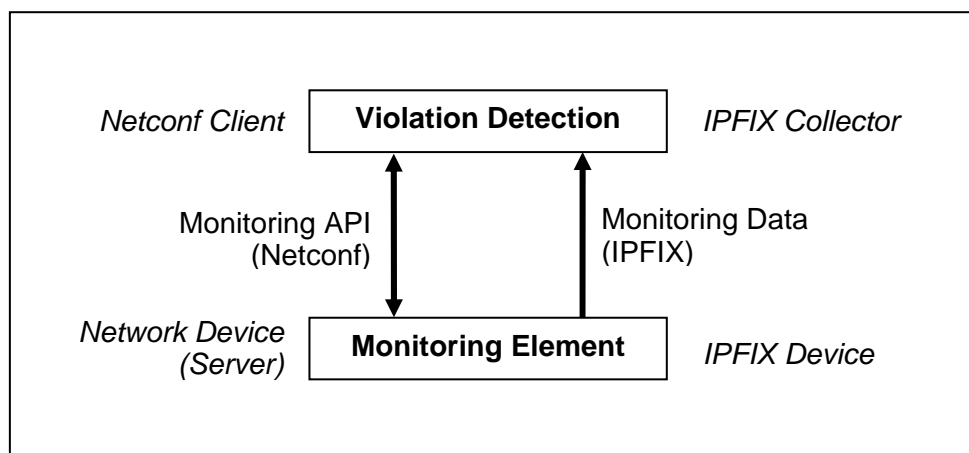 Netconf Client
Violation Detection
IPFIX Collector
Monitoring API
(Netconf)
Monitoring Data
(IPFIX)
Network Device
(Server)
Monitoring Element
IPFIX Device